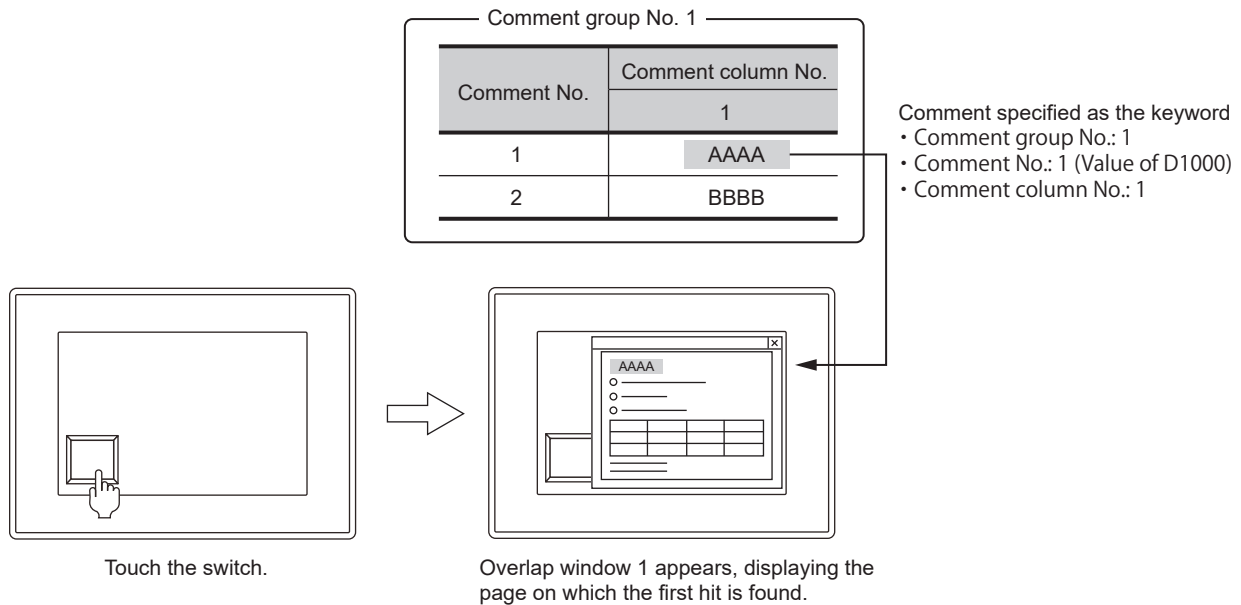 Comment group No. 1
Comment No.
Comment column No.
1
1
AAAA
2
BBBB
Comment specified as the keyword
・Comment group No.: 1
・Comment No.: 1 (Value of D1000)
・Comment column No.: 1
AAAA
Touch the switch.
Overlap window 1 appears, displaying the
page on which the first hit is found.